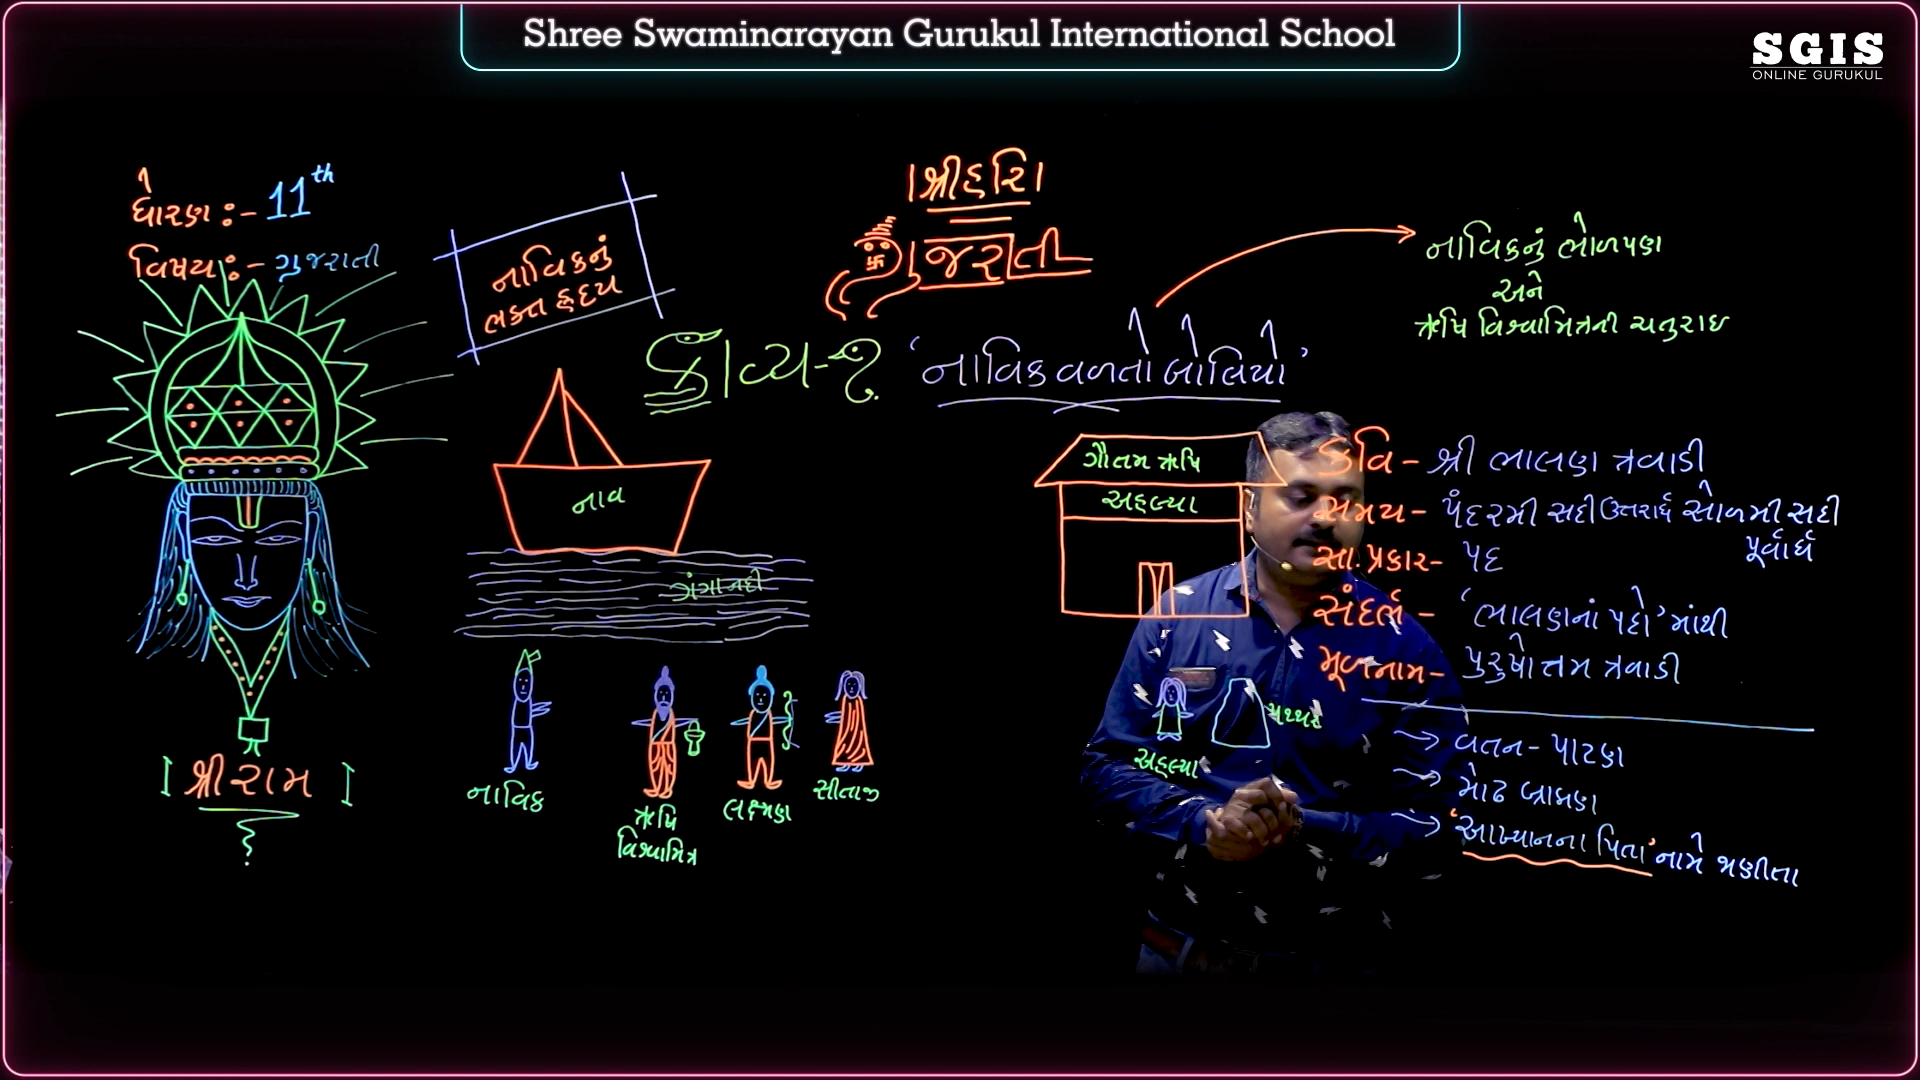 Shree Swaminarayan Gurukul International School
SGIS
ONLINE GURUKUL
।શ્રીહરિ।
ગુજરાતી
ધોરણ :- 11th
વિષય :- ગુજરાતી
નાવિકનું
ભક્ત હૃદય
કાવ્ય-૧ 'નાવિક વળતો બોલિયો'
નાવિકનું ભોળપણ
અને
ઋષિ વિશ્વામિત્રની ચતુરાઇ
નાવ
ગંગા નદી
શ્રી રામ
નાવિક
ઋષિ
વિશ્વામિત્ર
લક્ષ્મણ
સીતાજી
ગૌતમ ઋષિ
અહલ્યા
અહલ્યા
પથ્થર
કવિ - શ્રી ભાલણ ત્રવાડી
સમય - પંદરમી સદી ઉત્તરાર્ધ સોળમી સદી
પૂર્વાર્ધ
સા. પ્રકાર - પદ
સંદર્ભ - 'ભાલણનાં પદો' માંથી
મૂળનામ - પુરુષોત્તમ ત્રવાડી
વતન - પાટણ
મોઢ બ્રાહ્મણ
'આખ્યાનના પિતા' નામે જાણીતા